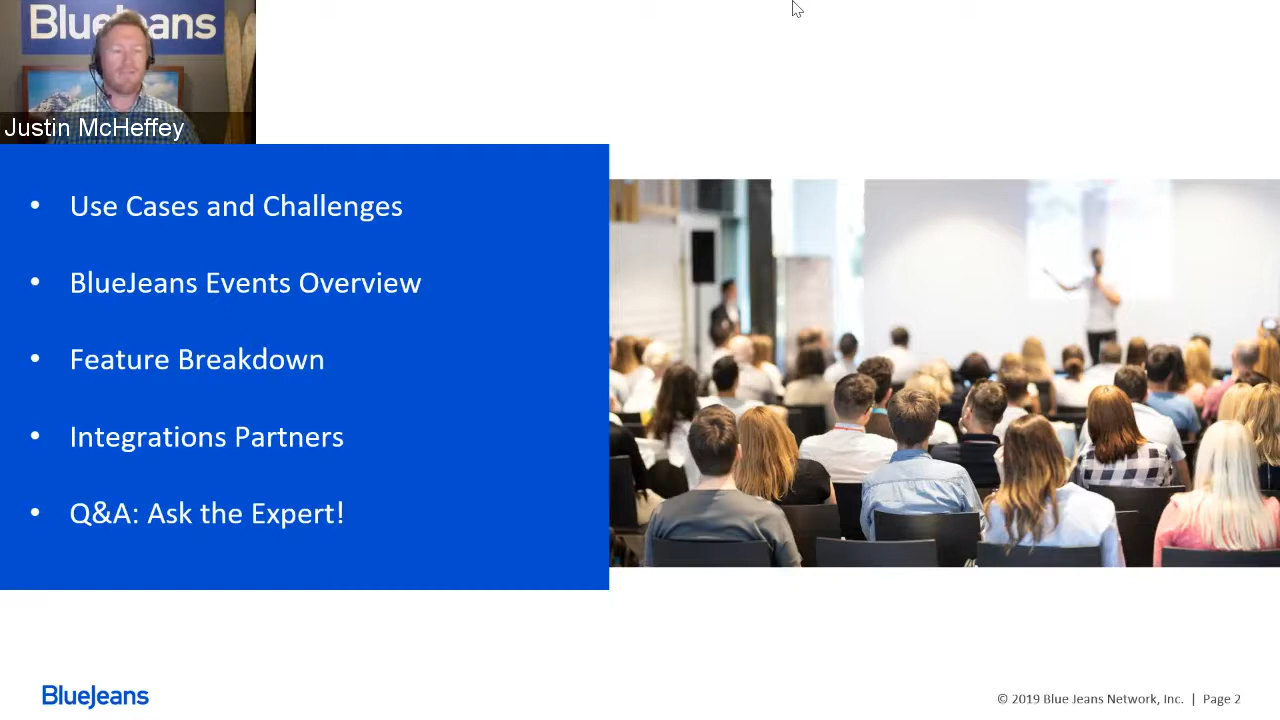 BlueJeans
Justin McHeffey
• Use Cases and Challenges
• BlueJeans Events Overview
• Feature Breakdown
• Integrations Partners
• Q&A: Ask the Expert!
BlueJeans
© 2019 Blue Jeans Network, Inc. | Page 2